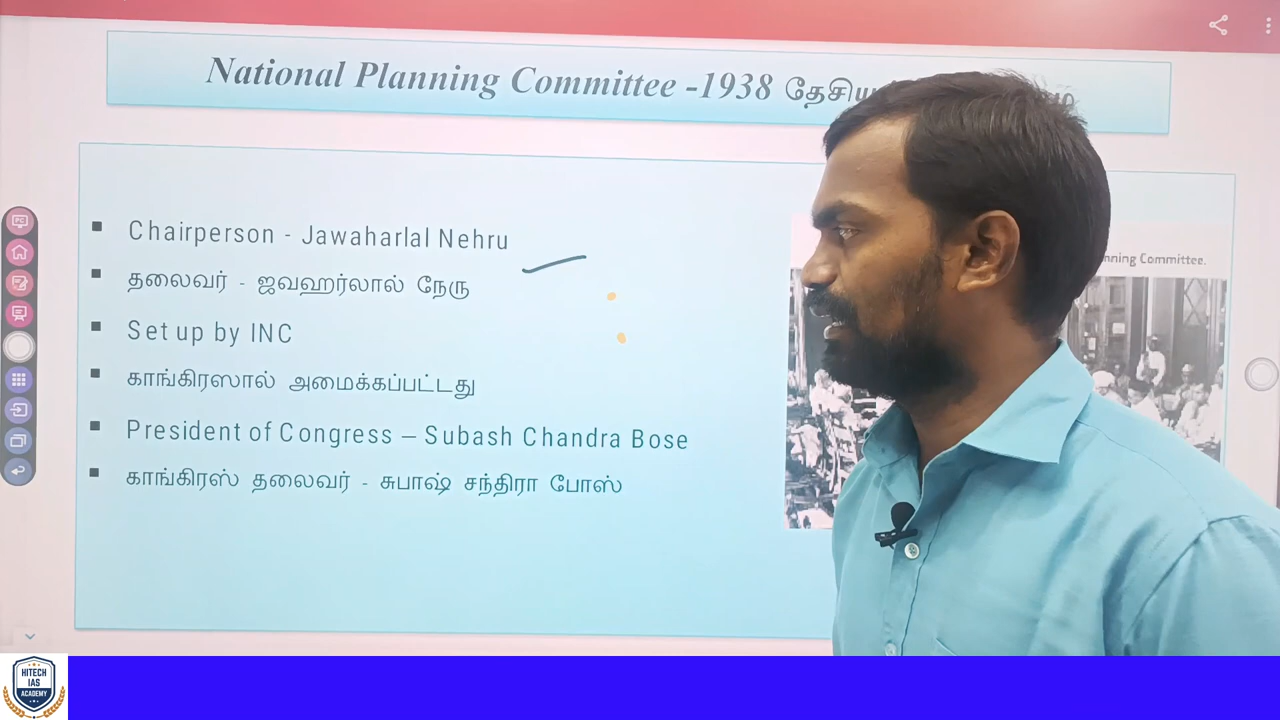 National Planning Committee -1938 தேசிய
Chairperson - Jawaharlal Nehru
தலைவர் - ஜவஹர்லால் நேரு
Set up by INC
காங்கிரஸால் அமைக்கப்பட்டது
President of Congress – Subash Chandra Bose
காங்கிரஸ் தலைவர் - சுபாஷ் சந்திரா போஸ்
Committee.
PC
HITECH
IAS
ACADEMY